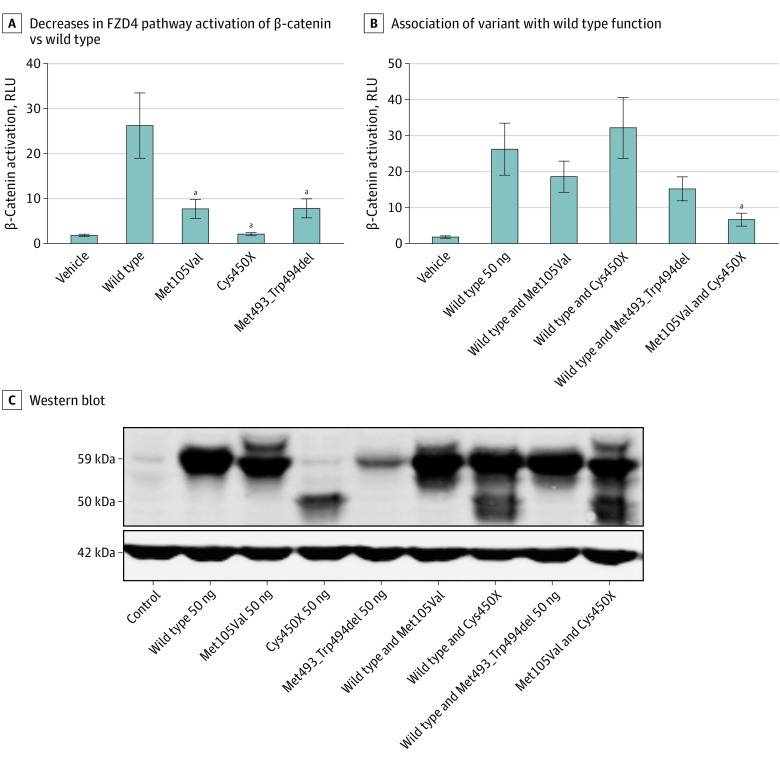 A Decreases in FZD4 pathway activation of β-catenin
vs wild type
β-Catenin activation, RLU
40
30
20
10
0
a
a
a
Vehicle
Wild type
Met105Val
Cys450X
Met493_Trp494del
B Association of variant with wild type function
β-Catenin activation, RLU
50
40
30
20
10
0
a
Vehicle
Wild type 50 ng
Wild type and Met105Val
Wild type and Cys450X
Wild type and Met493_Trp494del
Met105Val and Cys450X
C Western blot
59 kDa
50 kDa
42 kDa
Control
Wild type 50 ng
Met105Val 50 ng
Cys450X 50 ng
Met493_Trp494del 50 ng
Wild type and Met105Val
Wild type and Cys450X
Wild type and Met493_Trp494del 50 ng
Met105Val and Cys450X